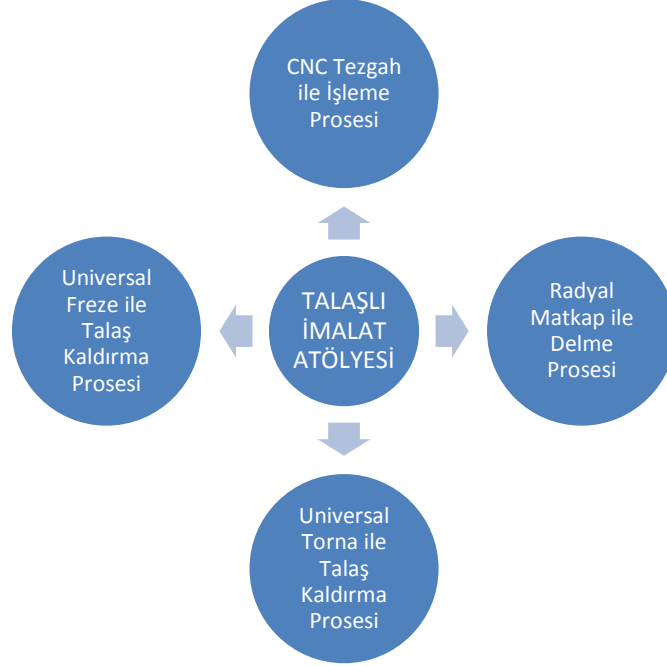 CNC Tezgah
ile İşleme
Prosesi
Universal
Freze ile
Talaş
Kaldırma
Prosesi
TALAŞLI
İMALAT
ATÖLYESİ
Radyal
Matkap ile
Delme
Prosesi
Universal
Torna ile
Talaş
Kaldırma
Prosesi